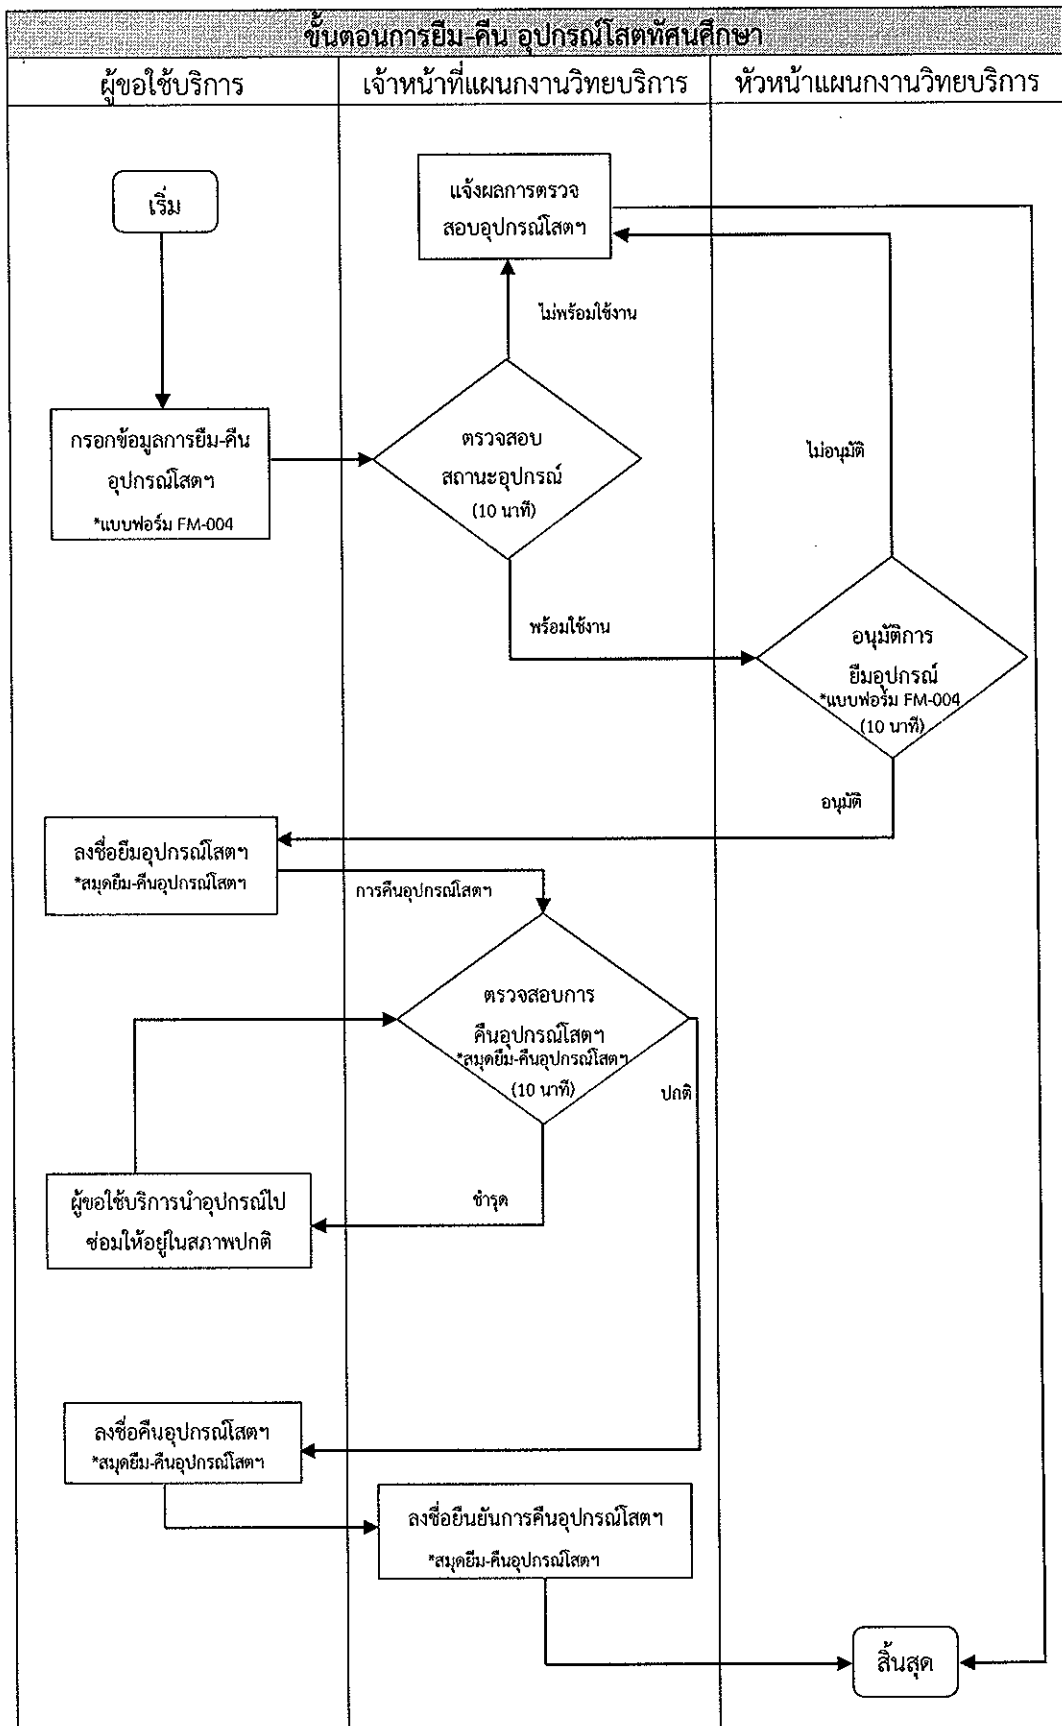 ขั้นตอนการยืม-คืน อุปกรณ์โสตทัศนศึกษา
ผู้ขอใช้บริการ
เจ้าหน้าที่แผนกงานวิทยบริการ
หัวหน้าแผนกงานวิทยบริการ
เริ่ม
แจ้งผลการตรวจ
สอบอุปกรณ์โสตฯ
ไม่พร้อมใช้งาน
กรอกข้อมูลการยืม-คืน
อุปกรณ์โสตฯ
*แบบฟอร์ม FM-004
ตรวจสอบ
สถานะอุปกรณ์
(10 นาที)
ไม่อนุมัติ
พร้อมใช้งาน
อนุมัติการ
ยืมอุปกรณ์
*แบบฟอร์ม FM-004
(10 นาที)
อนุมัติ
ลงชื่อยืมอุปกรณ์โสตฯ
*สมุดยืม-คืนอุปกรณ์โสตฯ
การคืนอุปกรณ์โสตฯ
ตรวจสอบการ
คืนอุปกรณ์โสตฯ
*สมุดยืม-คืนอุปกรณ์โสตฯ
(10 นาที)
ปกติ
ชำรุด
ผู้ขอใช้บริการนำอุปกรณ์ไป
ซ่อมให้อยู่ในสภาพปกติ
ลงชื่อคืนอุปกรณ์โสตฯ
*สมุดยืม-คืนอุปกรณ์โสตฯ
ลงชื่อยืนยันการคืนอุปกรณ์โสตฯ
*สมุดยืม-คืนอุปกรณ์โสตฯ
สิ้นสุด